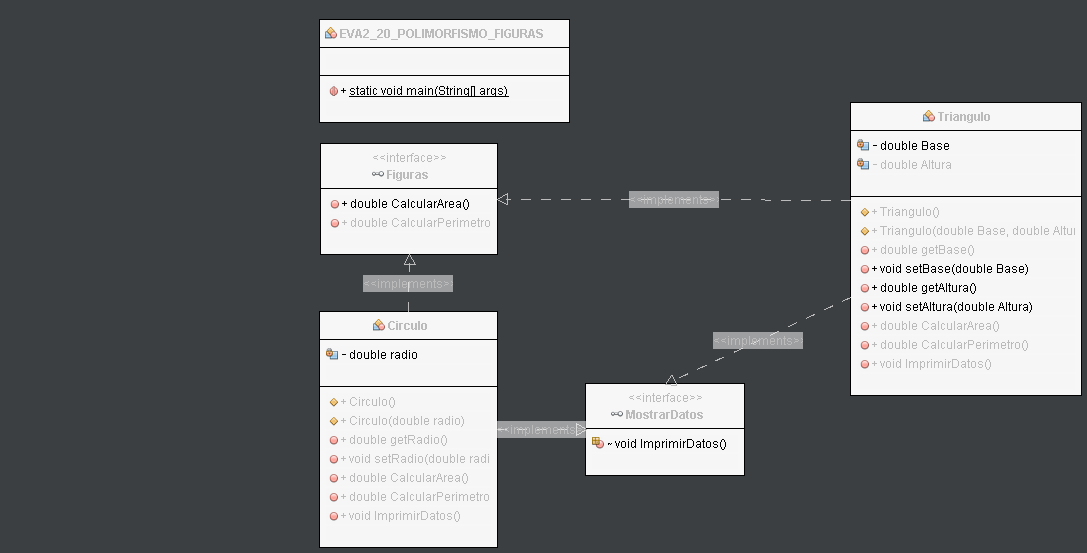 EVA2_20_POLIMORFISMO_FIGURAS
+ static void main(String[] args)
<<interface>>
Figuras
+ double CalcularArea()
+ double CalcularPerimetro
<<implements>>
<<implements>>
Circulo
- double radio
+ Circulo()
+ Circulo(double radio)
+ double getRadio()
+ void setRadio(double radi
+ double CalcularArea()
+ double CalcularPerimetro
+ void ImprimirDatos()
<<implements>>
<<interface>>
MostrarDatos
~ void ImprimirDatos()
<<implements>>
Triangulo
- double Base
- double Altura
+ Triangulo()
+ Triangulo(double Base, double Altui
+ double getBase()
+ void setBase(double Base)
+ double getAltura()
+ void setAltura(double Altura)
+ double CalcularArea()
+ double CalcularPerimetro()
+ void ImprimirDatos()